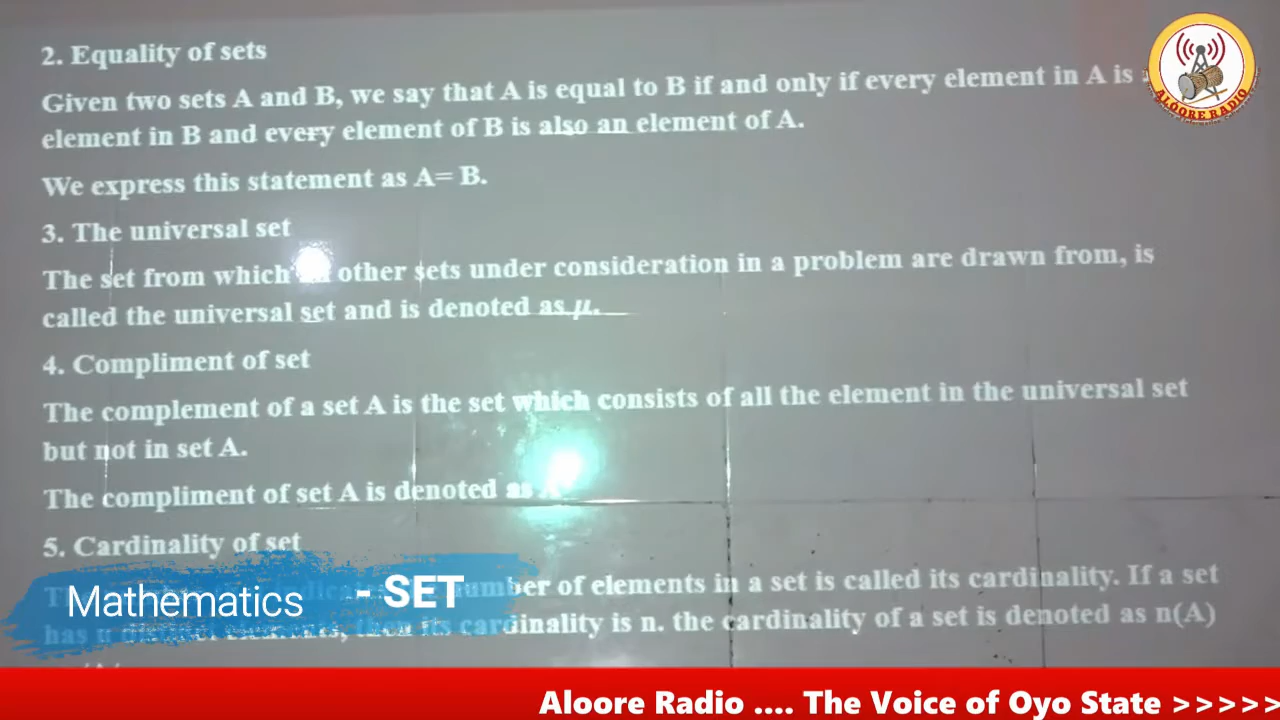 2. Equality of sets
Given two sets A and B, we say that A is equal to B if and only if every element in A is
element in B and every element of B is also an element of A.
We express this statement as A= B.
3. The universal set
The set from which other sets under consideration in a problem are drawn from, is
called the universal set and is denoted as μ.
4. Compliment of set
The complement of a set A is the set which consists of all the element in the universal set
but not in set A.
The compliment of set A is denoted as
5. Cardinality of set
number of elements in a set is called its cardinality. If a set
has n distinct elements, then its cardinality is n. the cardinality of a set is denoted as n(A)
Mathematics - SET
ALOORE RADIO
Aloore Radio .... The Voice of Oyo State >>>>>